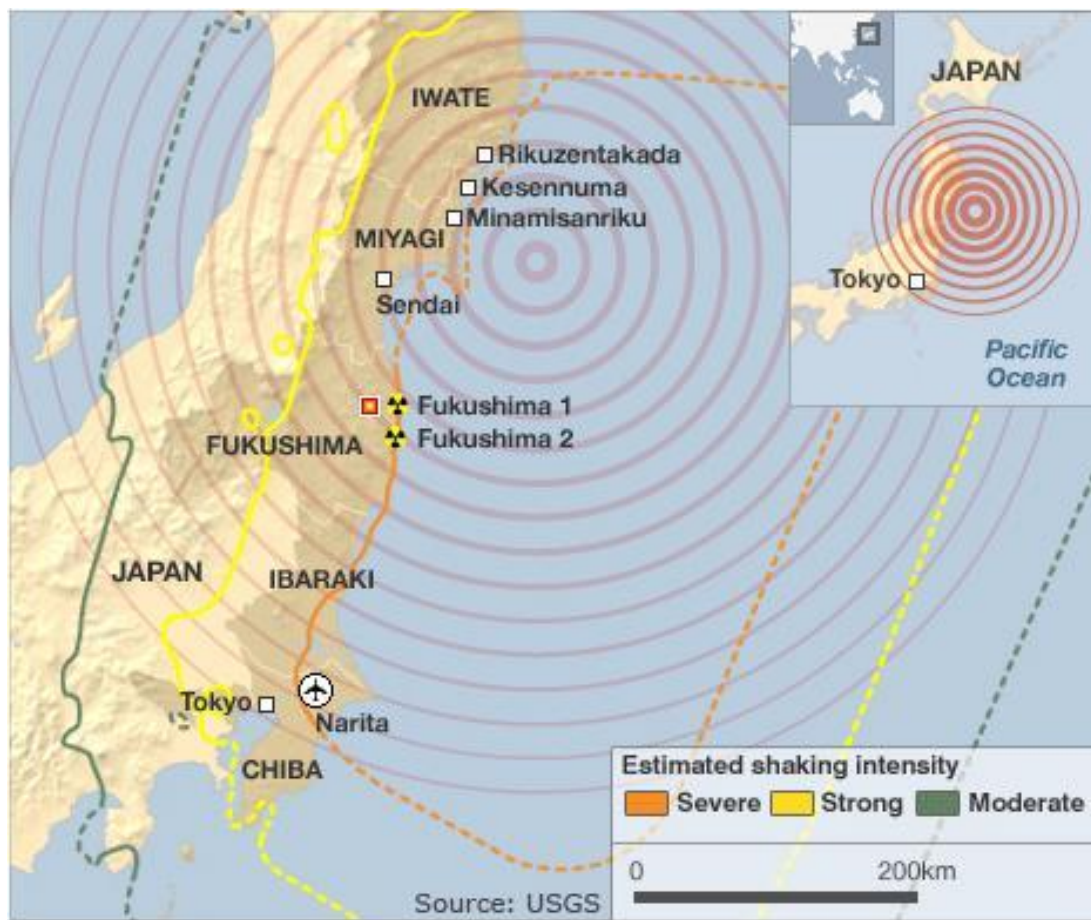 IWATE
Rikuzentakada
Kesennuma
Minamisanriku
MIYAGI
Sendai
Fukushima 1
FUKUSHIMA
Fukushima 2
JAPAN
IBARAKI
Tokyo
Narita
CHIBA
JAPAN
Tokyo
Pacific
Ocean
Estimated shaking intensity
Severe Strong Moderate
0 200km
Source: USGS